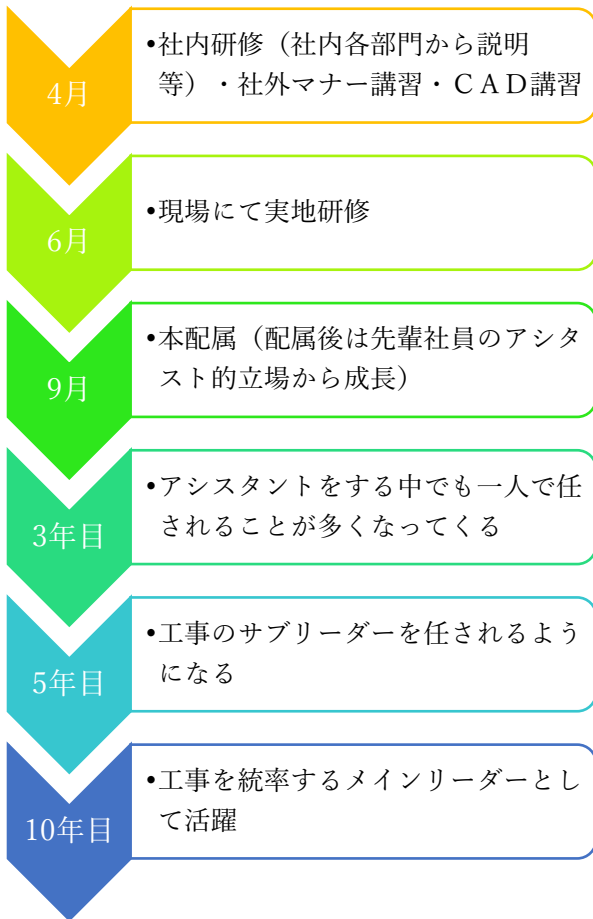 4月
•社内研修（社内各部門から説明
等）・社外マナー講習・ＣＡＤ講習
6月
•現場にて実地研修
9月
•本配属（配属後は先輩社員のアシタ
スト的立場から成長）
3年目
•アシスタントをする中でも一人で任
されることが多くなってくる
5年目
•工事のサブリーダーを任されるよう
になる
10年目
•工事を統率するメインリーダーとし
て活躍